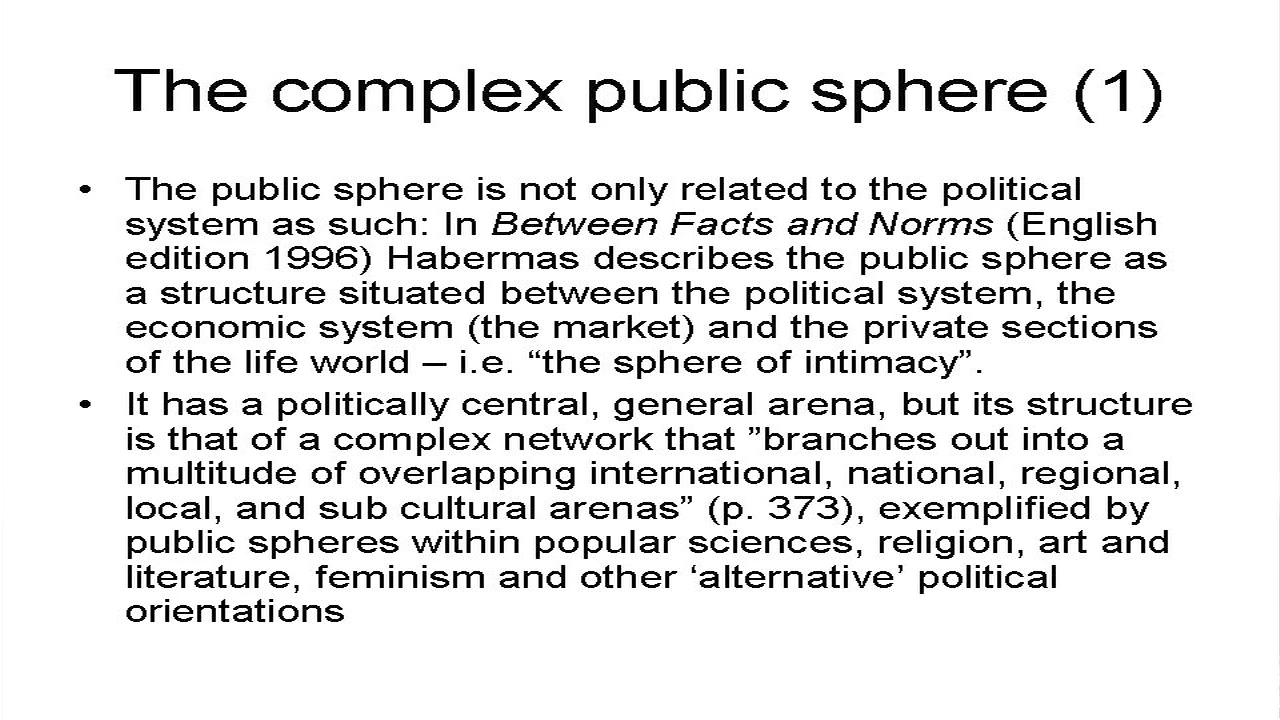 The complex public sphere (1)
• The public sphere is not only related to the political
system as such: In Between Facts and Norms (English
edition 1996) Habermas describes the public sphere as
a structure situated between the political system, the
economic system (the market) and the private sections
of the life world – i.e. “the sphere of intimacy”.
• It has a politically central, general arena, but its structure
is that of a complex network that ”branches out into a
multitude of overlapping international, national, regional,
local, and sub cultural arenas” (p. 373), exemplified by
public spheres within popular sciences, religion, art and
literature, feminism and other ‘alternative’ political
orientations